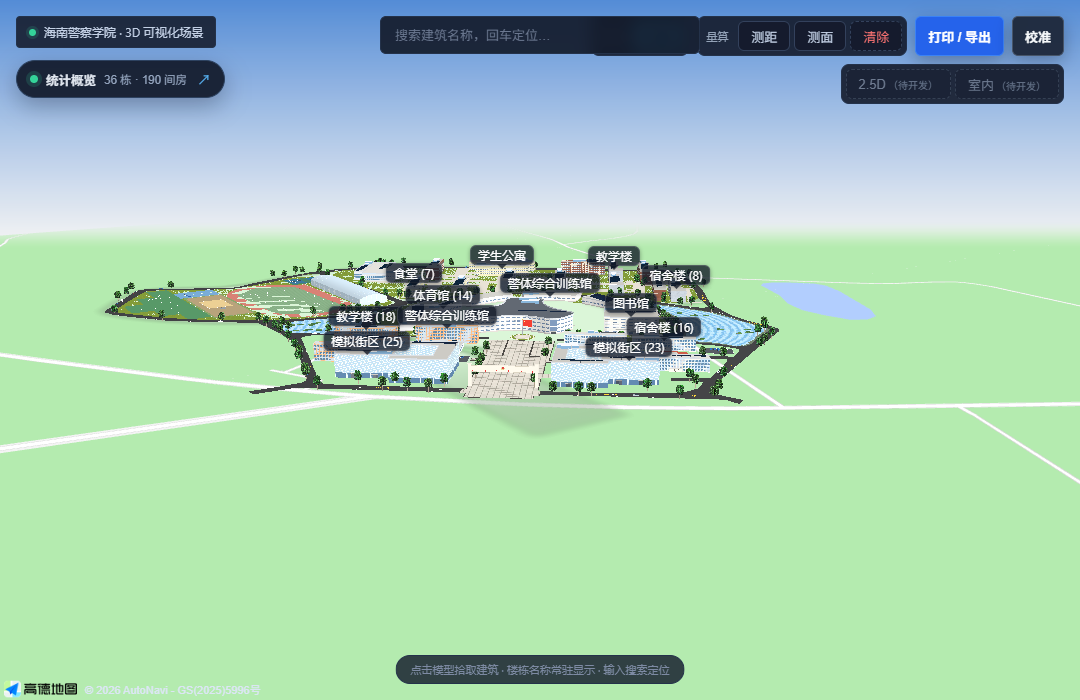 海南警察学院 · 3D 可视化场景
搜索建筑名称，回车定位…
量算 测距 测面 清除
打印 / 导出
校准
统计概览 36 栋 · 190 间房 ↗
2.5D （待开发） 室内 （待开发）
学生公寓
教学楼
食堂 (7)
宿舍楼 (8)
警体综合训练馆
体育馆 (14)
图书馆
教学楼 (18)
警体综合训练馆
宿舍楼 (16)
模拟街区 (25)
模拟街区 (23)
点击模型拾取建筑 · 楼栋名称常驻显示 · 输入搜索定位
高德地图 © 2026 AutoNavi - GS(2025)5996号